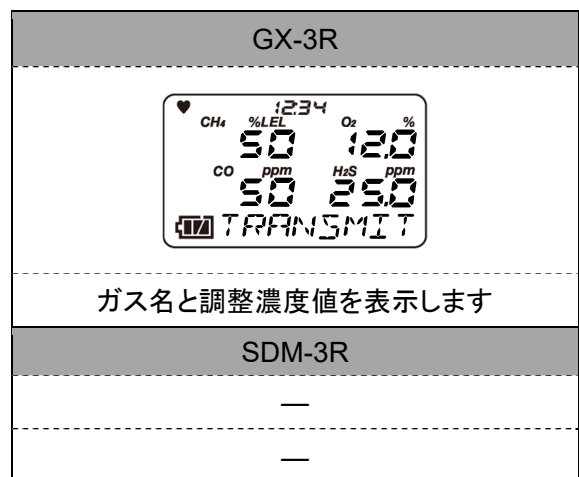 GX-3R
♥ 12:34
CH₄ %LEL O₂ %
50 12.0
CO ppm H₂S ppm
50 25.0
TRANSMIT
ガス名と調整濃度値を表示します
SDM-3R
—
—